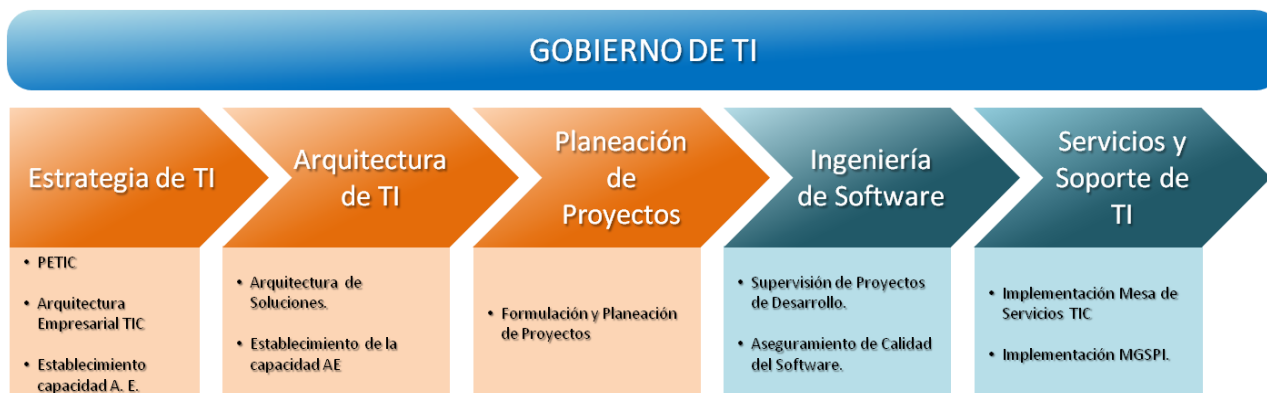 GOBIERNO DE TI
Estrategia de TI
Arquitectura
de TI
Planeación
de
Proyectos
Ingeniería
de Software
Servicios y
Soporte de
TI
• PETIC
• Arquitectura
Empresarial TIC
• Establecimiento
capacidad A. E.
• Arquitectura de
Soluciones.
• Establecimiento de la
capacidad AE
• Formulación y Planeación
de Proyectos
• Supervisión de Proyectos
de Desarrollo.
• Aseguramiento de Calidad
del Software.
• Implementación Mesa de
Servicios TIC
• Implementación MGSPI.